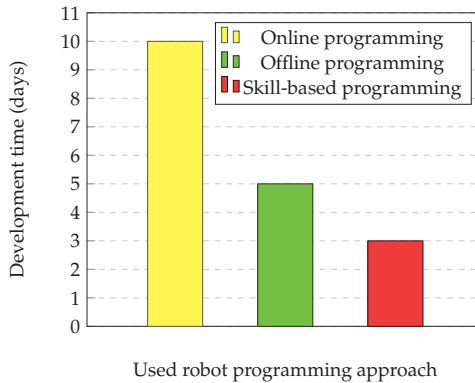 11
10
9
8
7
6
5
4
3
2
1
0
Development time (days)
Online programming
Offline programming
Skill-based programming
Used robot programming approach